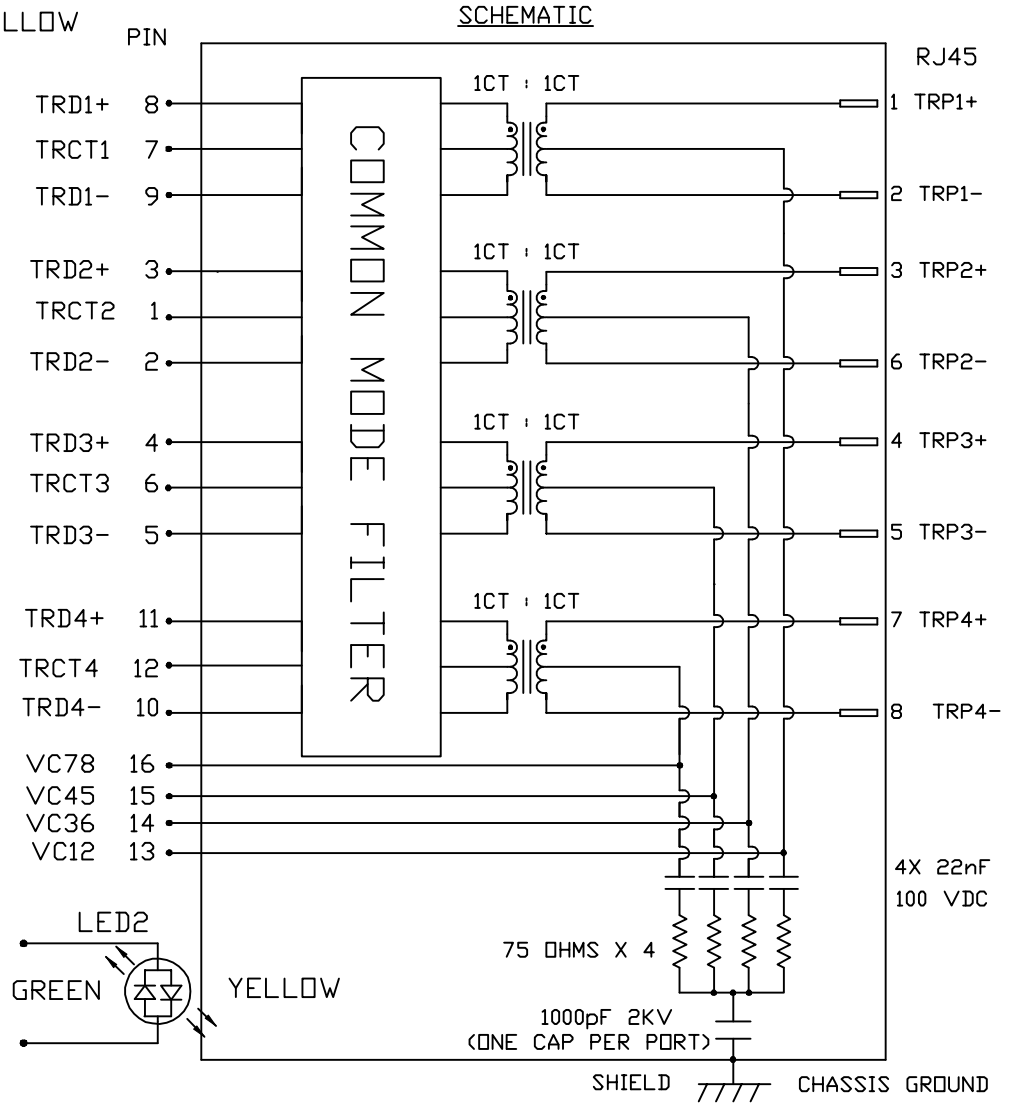 LLOW
SCHEMATIC
PIN
RJ45
1CT : 1CT
TRD1+ 8
1 TRP1+
TRCT1 7
TRD1- 9
2 TRP1-
1CT : 1CT
TRD2+ 3
3 TRP2+
TRCT2 1
TRD2- 2
6 TRP2-
COMMON MODE FILTER
1CT : 1CT
TRD3+ 4
4 TRP3+
TRCT3 6
TRD3- 5
5 TRP3-
1CT : 1CT
TRD4+ 11
7 TRP4+
TRCT4 12
TRD4- 10
8 TRP4-
VC78 16
VC45 15
VC36 14
VC12 13
4X 22nF
100 VDC
LED2
75 OHMS X 4
GREEN
YELLOW
1000pF 2KV
(ONE CAP PER PORT)
SHIELD
CHASSIS GROUND